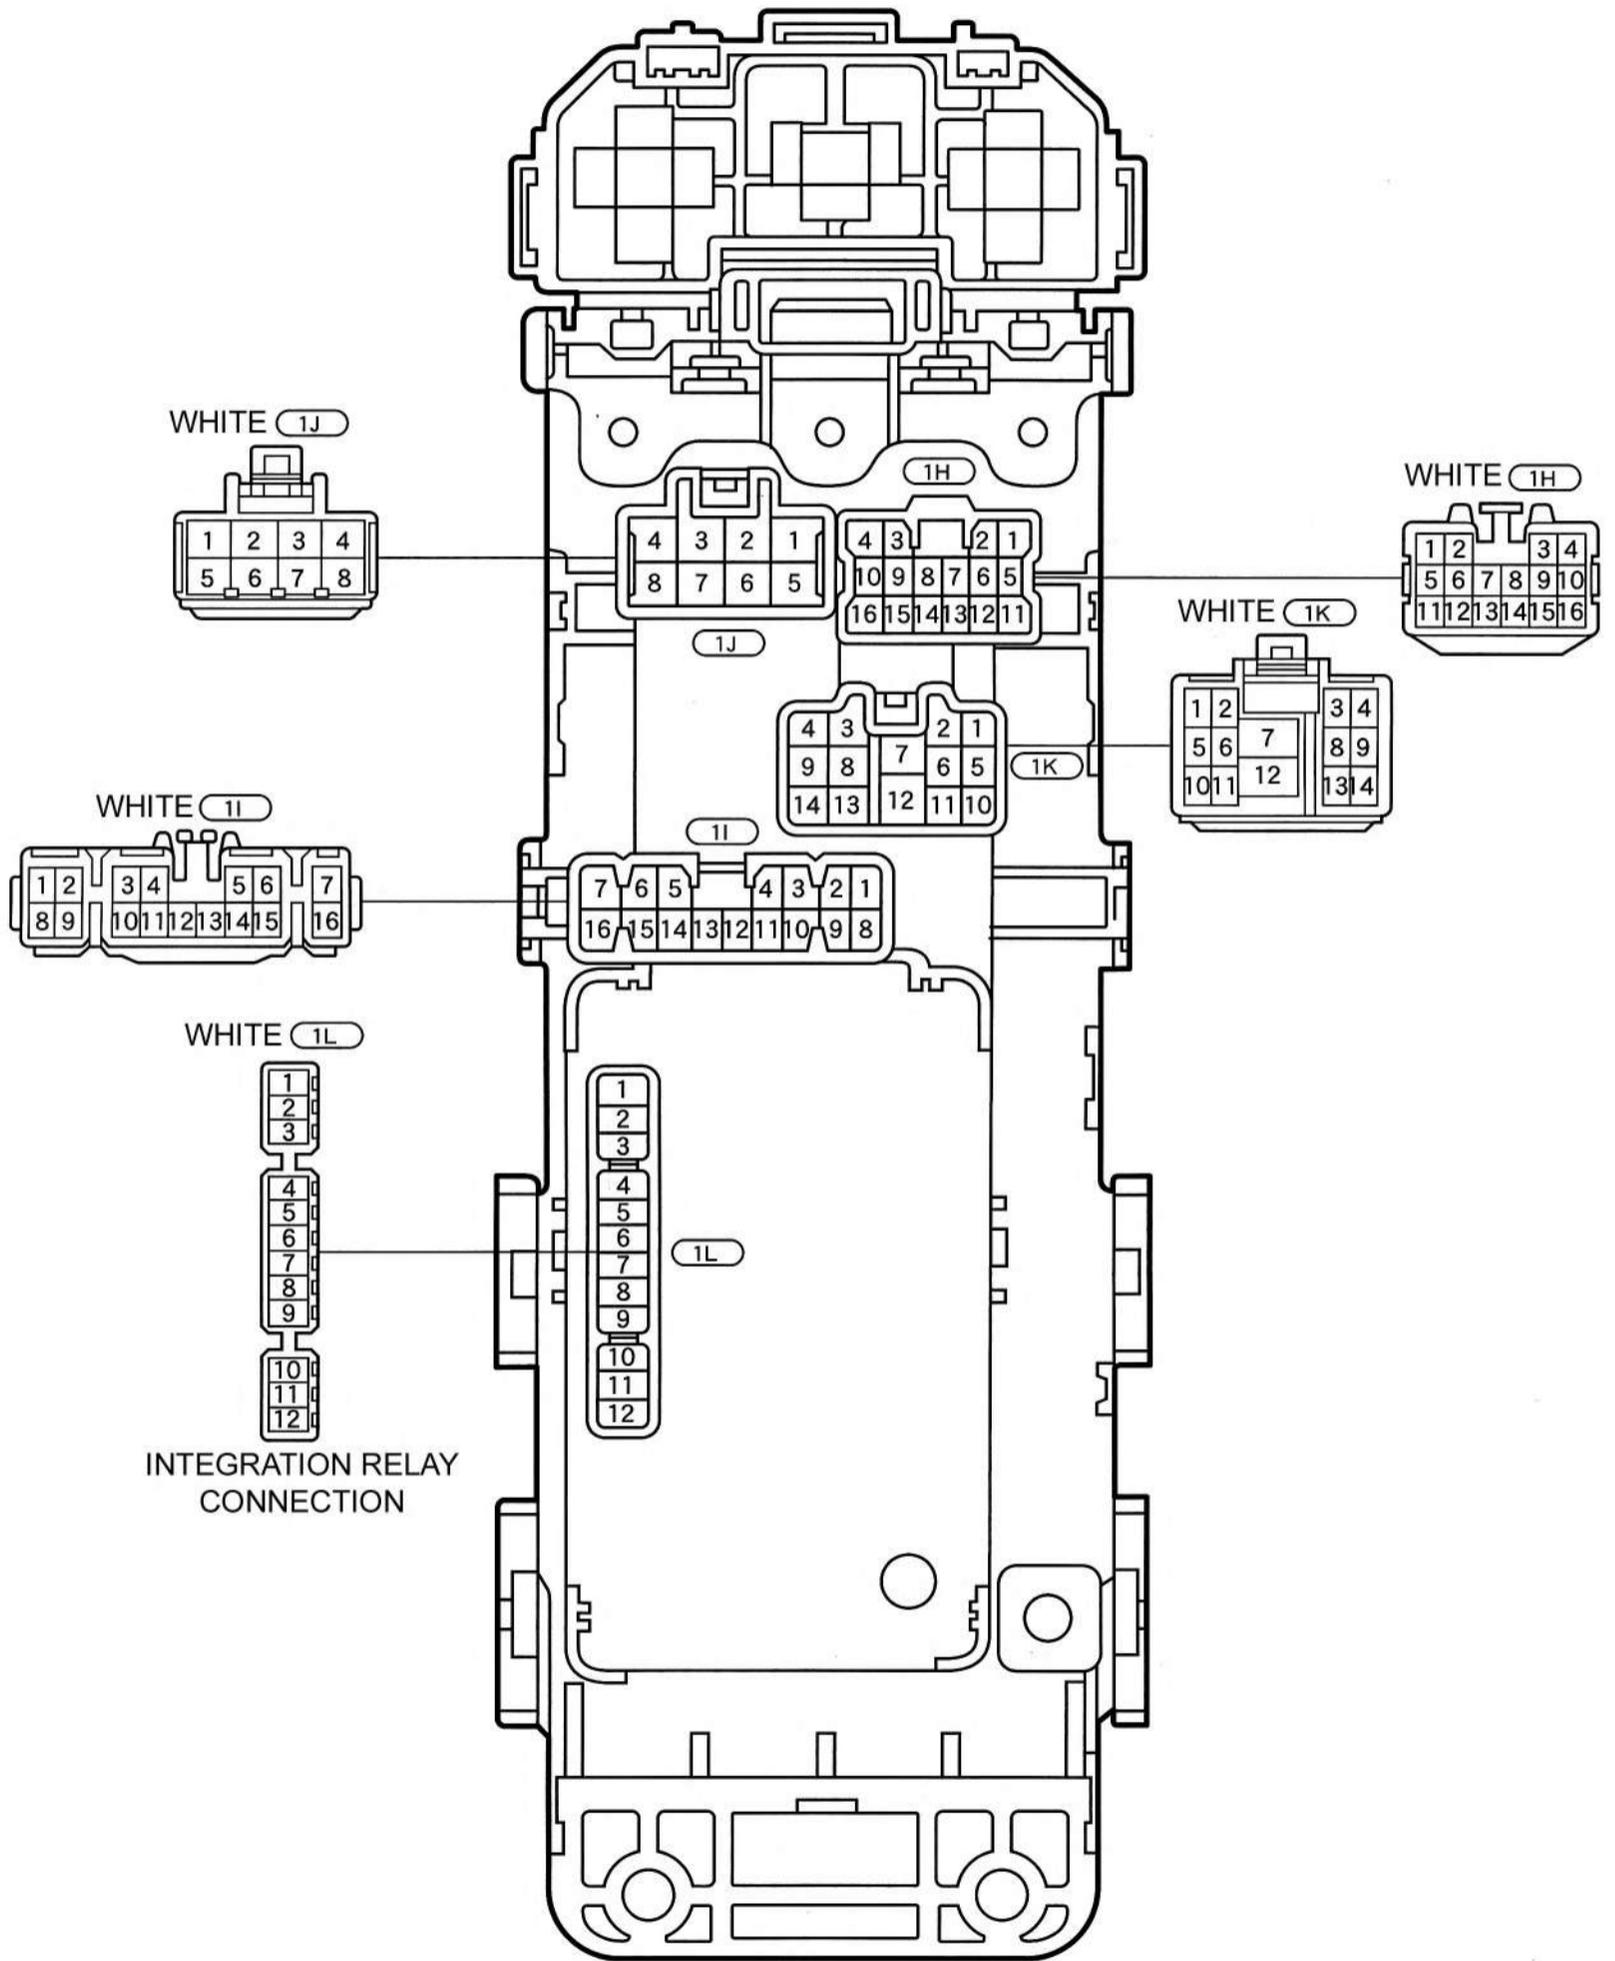 WHITE 1J
1 2 3 4
5 6 7 8
1J
4 3 2 1
8 7 6 5
1H
4 3 2 1
10 9 8 7 6 5
16 15 14 13 12 11
WHITE 1H
1 2 3 4
5 6 7 8 9 10
11 12 13 14 15 16
WHITE 1K
1 2 3 4
5 6 7 8 9
10 11 12 13 14
1K
4 3 2 1
9 8 7 6 5
14 13 12 11 10
WHITE 1I
1 2 3 4 5 6 7
8 9 10 11 12 13 14 15 16
1I
7 6 5 4 3 2 1
16 15 14 13 12 11 10 9 8
WHITE 1L
1
2
3
4
5
6
7
8
9
10
11
12
INTEGRATION RELAY
CONNECTION
1
2
3
4
5
6
7
8
9
10
11
12
1L